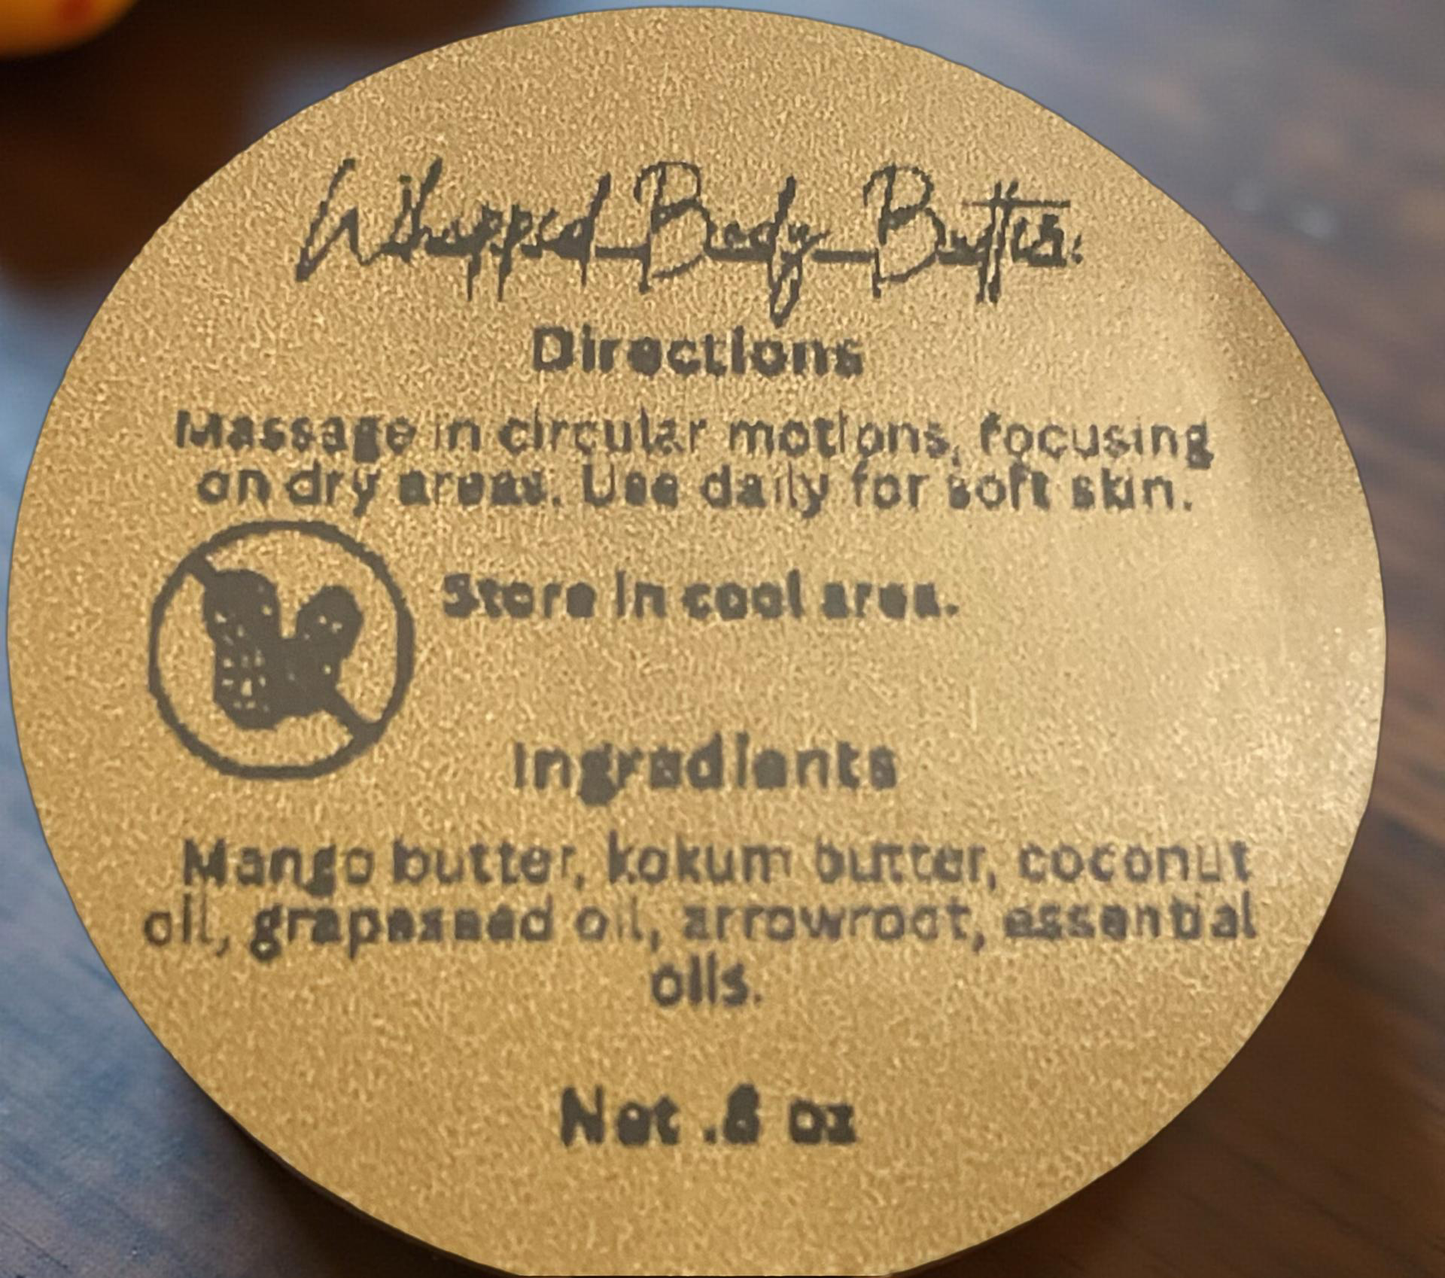 Whipped Body Butter
Directions
Massage in circular motions, focusing
on dry areas. Use daily for soft skin.
Store in cool area.
Ingredients
Mango butter, kokum butter, coconut
oil, grapeseed oil, arrowroot, essential
oils.
Net oz